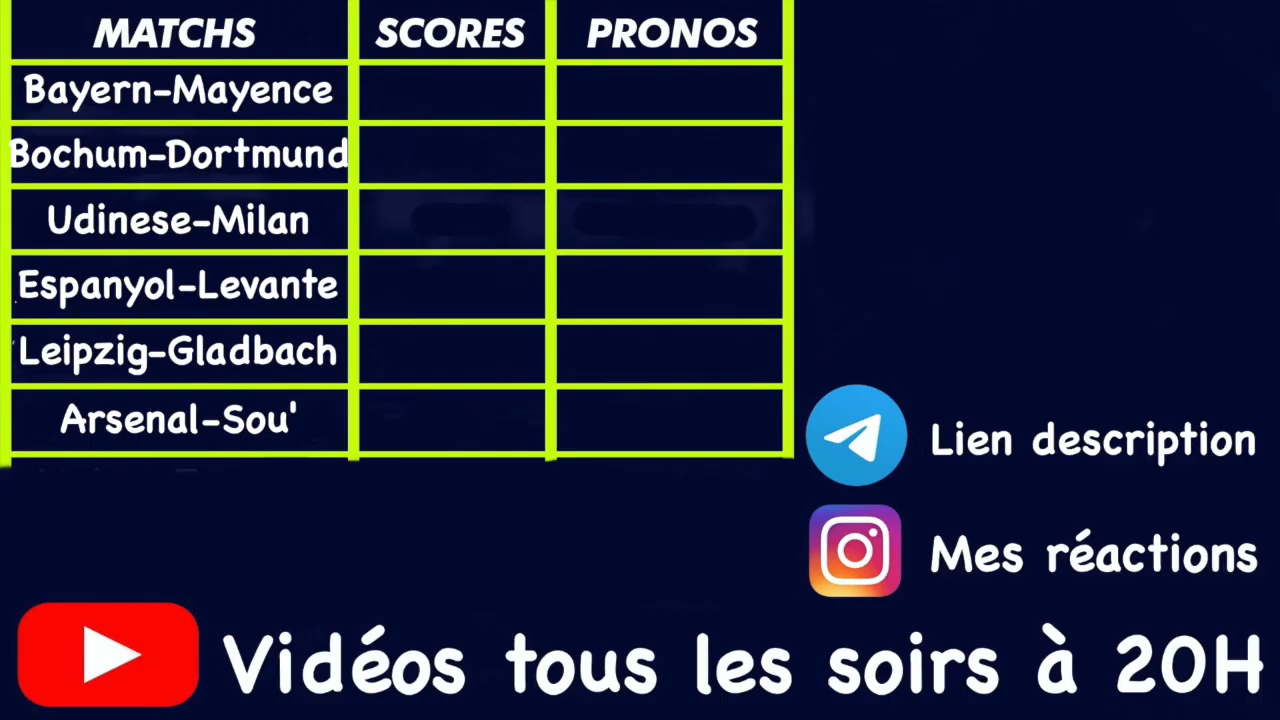 MATCHS SCORES PRONOS
Bayern-Mayence
Bochum-Dortmund
Udinese-Milan
Espanyol-Levante
Leipzig-Gladbach
Arsenal-Sou'
Lien description
Mes réactions
Vidéos tous les soirs à 20H